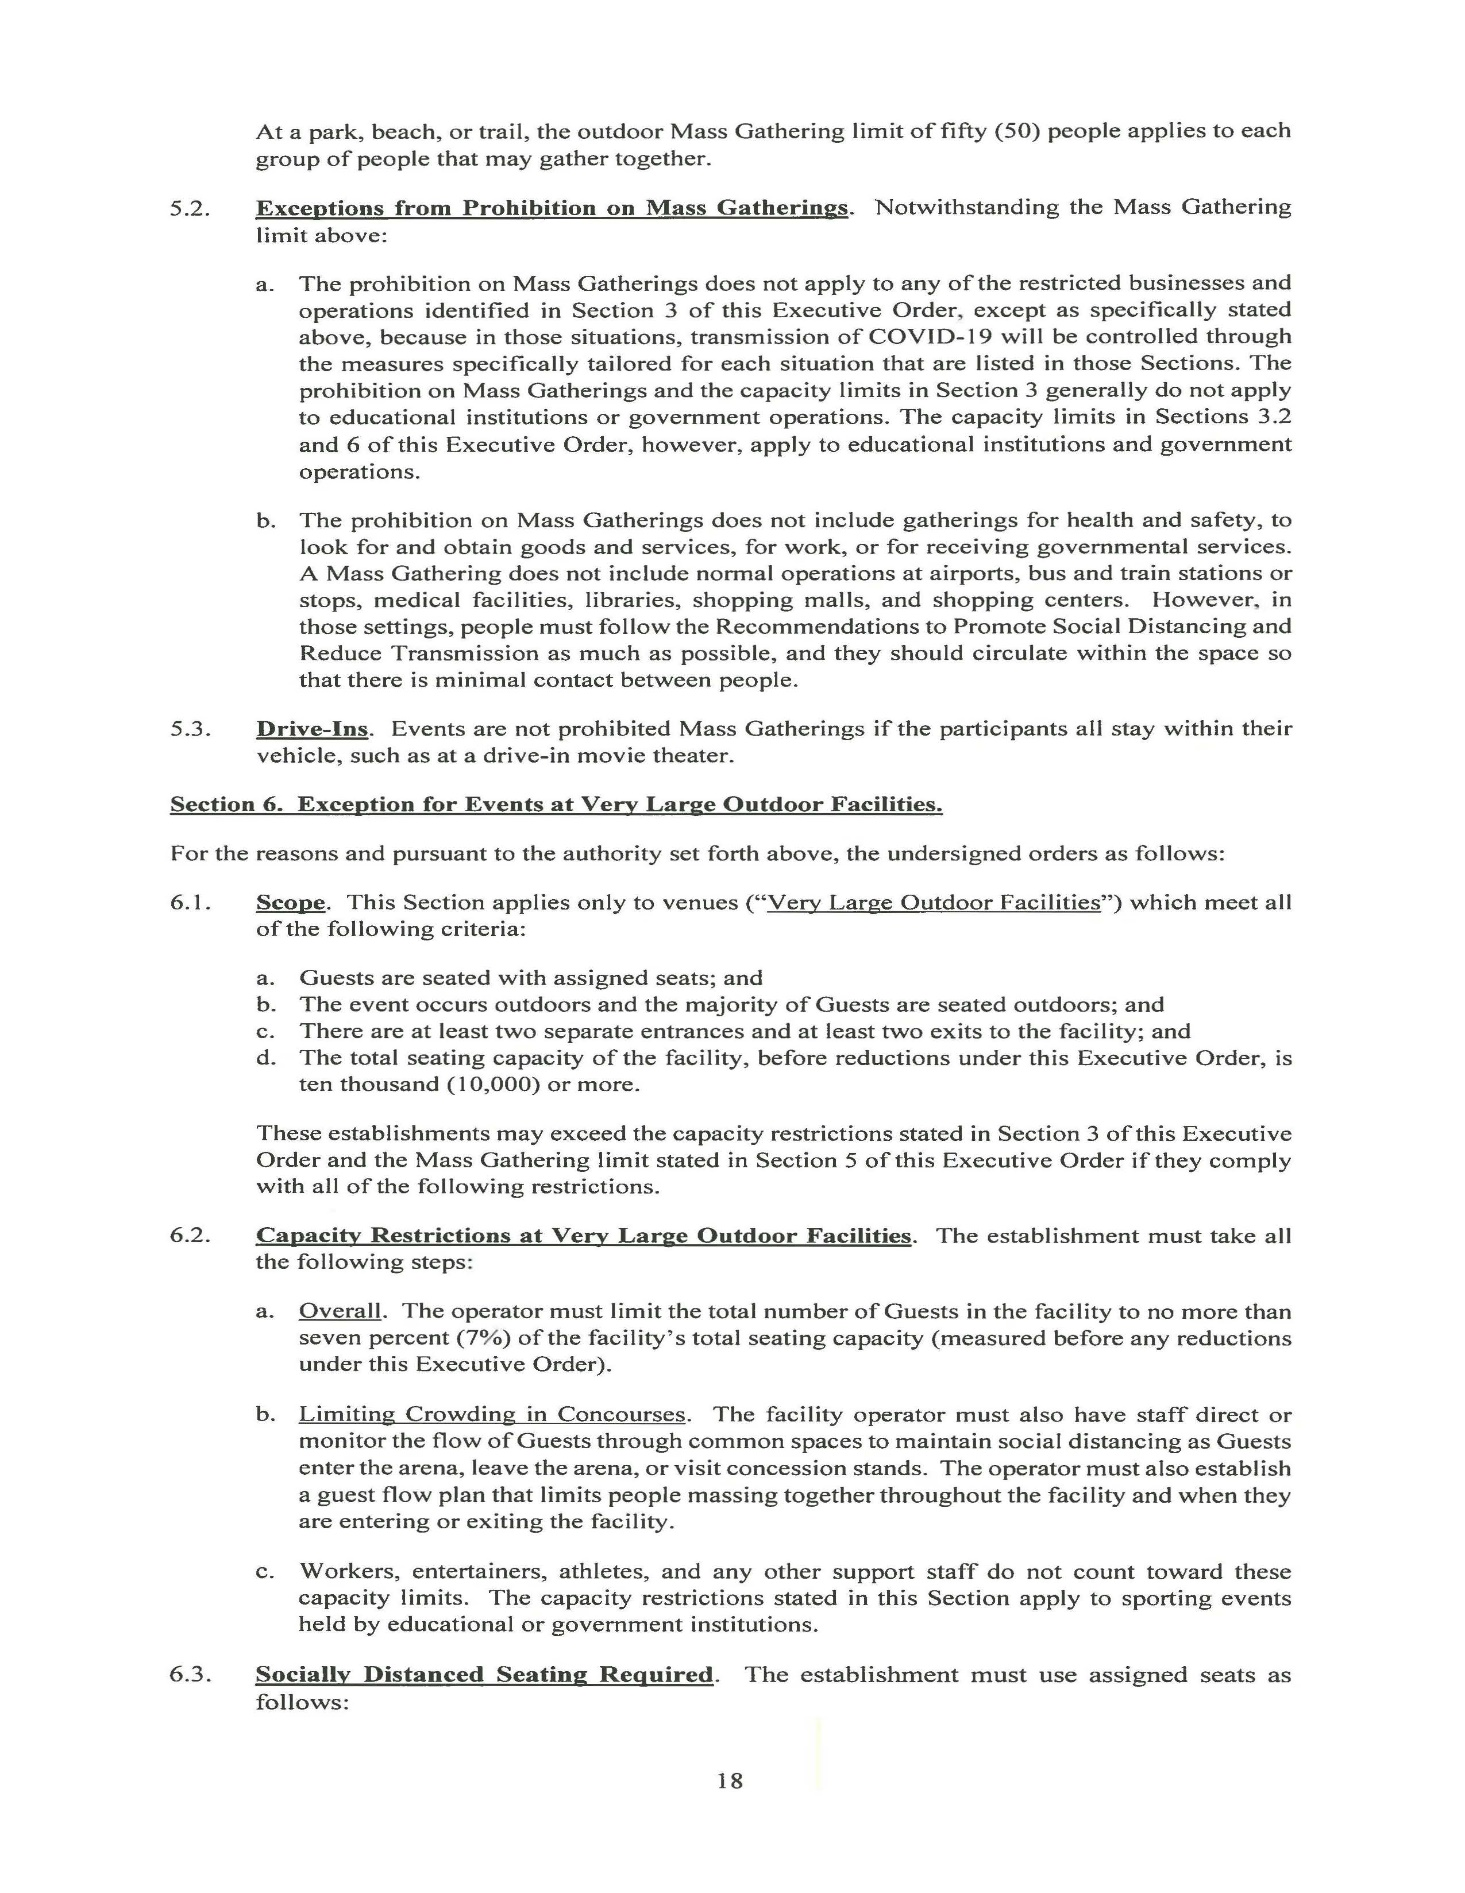 At a park, beach, or trail, the outdoor Mass Gathering limit of fifty (50) people applies to each
group of people that may gather together.
5.2. Exceptions from Prohibition on Mass Gatherings. Notwithstanding the Mass Gathering
limit above:
a. The prohibition on Mass Gatherings does not apply to any of the restricted businesses and
operations identified in Section 3 of this Executive Order, except as specifically stated
above, because in those situations, transmission of COVID-19 will be controlled through
the measures specifically tailored for each situation that are listed in those Sections. The
prohibition on Mass Gatherings and the capacity limits in Section 3 generally do not apply
to educational institutions or government operations. The capacity limits in Sections 3.2
and 6 of this Executive Order, however, apply to educational institutions and government
operations.
b. The prohibition on Mass Gatherings does not include gatherings for health and safety, to
look for and obtain goods and services, for work, or for receiving governmental services.
A Mass Gathering does not include normal operations at airports, bus and train stations or
stops, medical facilities, libraries, shopping malls, and shopping centers. However, in
those settings, people must follow the Recommendations to Promote Social Distancing and
Reduce Transmission as much as possible, and they should circulate within the space so
that there is minimal contact between people.
5.3. Drive-Ins. Events are not prohibited Mass Gatherings if the participants all stay within their
vehicle, such as at a drive-in movie theater.
Section 6. Exception for Events at Very Large Outdoor Facilities.
For the reasons and pursuant to the authority set forth above, the undersigned orders as follows:
6.1. Scope. This Section applies only to venues (“Very Large Outdoor Facilities”) which meet all
of the following criteria:
a. Guests are seated with assigned seats; and
b. The event occurs outdoors and the majority of Guests are seated outdoors; and
c. There are at least two separate entrances and at least two exits to the facility; and
d. The total seating capacity of the facility, before reductions under this Executive Order, is
ten thousand (10,000) or more.
These establishments may exceed the capacity restrictions stated in Section 3 of this Executive
Order and the Mass Gathering limit stated in Section 5 of this Executive Order if they comply
with all of the following restrictions.
6.2. Capacity Restrictions at Very Large Outdoor Facilities. The establishment must take all
the following steps:
a. Overall. The operator must limit the total number of Guests in the facility to no more than
seven percent (7%) of the facility’s total seating capacity (measured before any reductions
under this Executive Order).
b. Limiting Crowding in Concourses. The facility operator must also have staff direct or
monitor the flow of Guests through common spaces to maintain social distancing as Guests
enter the arena, leave the arena, or visit concession stands. The operator must also establish
a guest flow plan that limits people massing together throughout the facility and when they
are entering or exiting the facility.
c. Workers, entertainers, athletes, and any other support staff do not count toward these
capacity limits. The capacity restrictions stated in this Section apply to sporting events
held by educational or government institutions.
6.3. Socially Distanced Seating Required. The establishment must use assigned seats as
follows:
18